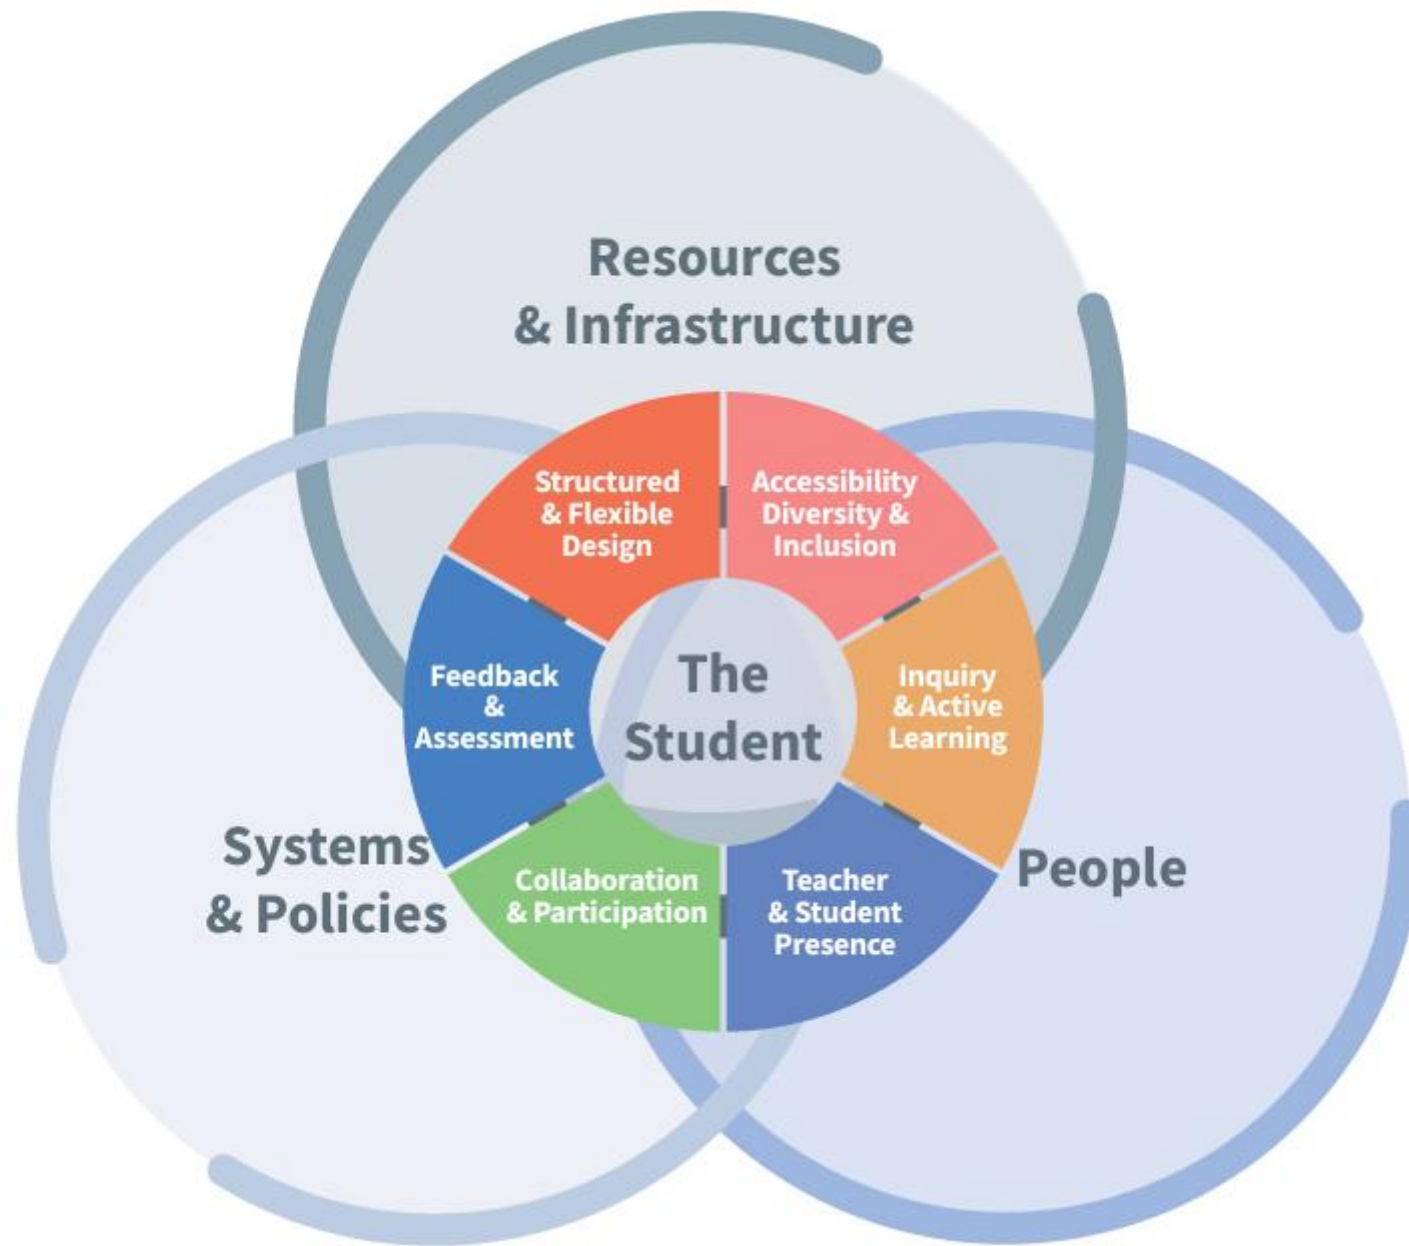 Resources
& Infrastructure
Structured
& Flexible
Design
Accessibility
Diversity &
Inclusion
Feedback
&
Assessment
The
Student
Inquiry
& Active
Learning
Systems
& Policies
Collaboration
& Participation
Teacher
& Student
Presence
People